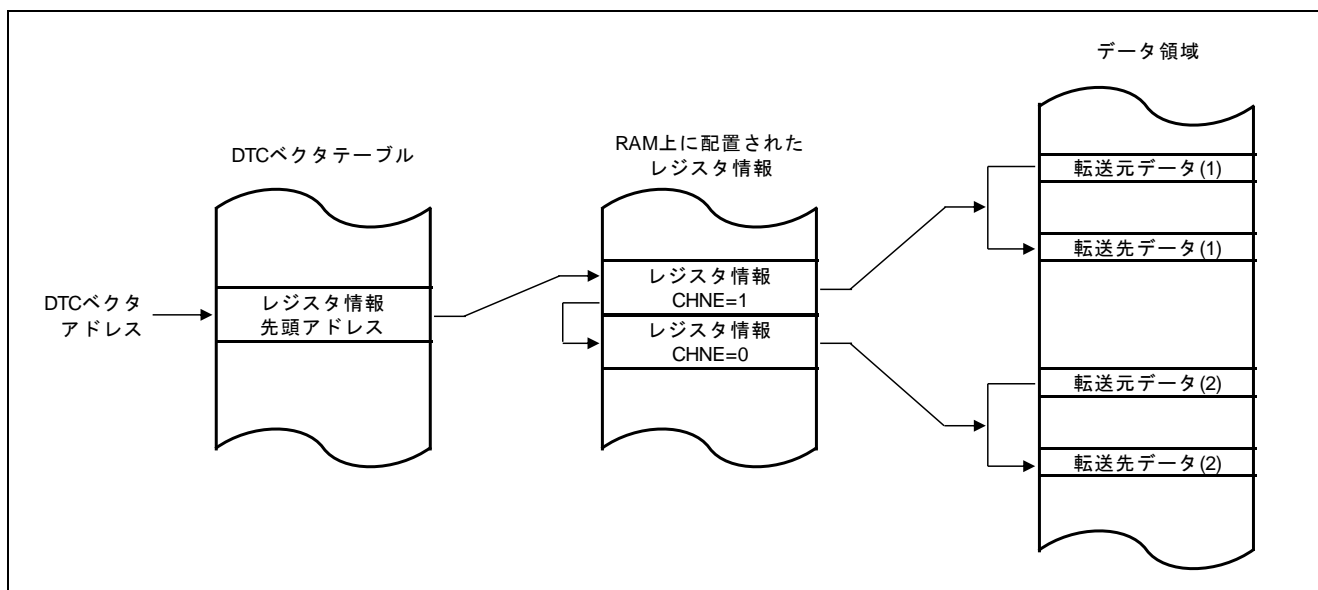 データ領域
RAM上に配置された
レジスタ情報
DTCベクタテーブル
DTCベクタ
アドレス
レジスタ情報
先頭アドレス
レジスタ情報
CHNE=1
レジスタ情報
CHNE=0
転送元データ(1)
転送先データ(1)
転送元データ(2)
転送先データ(2)